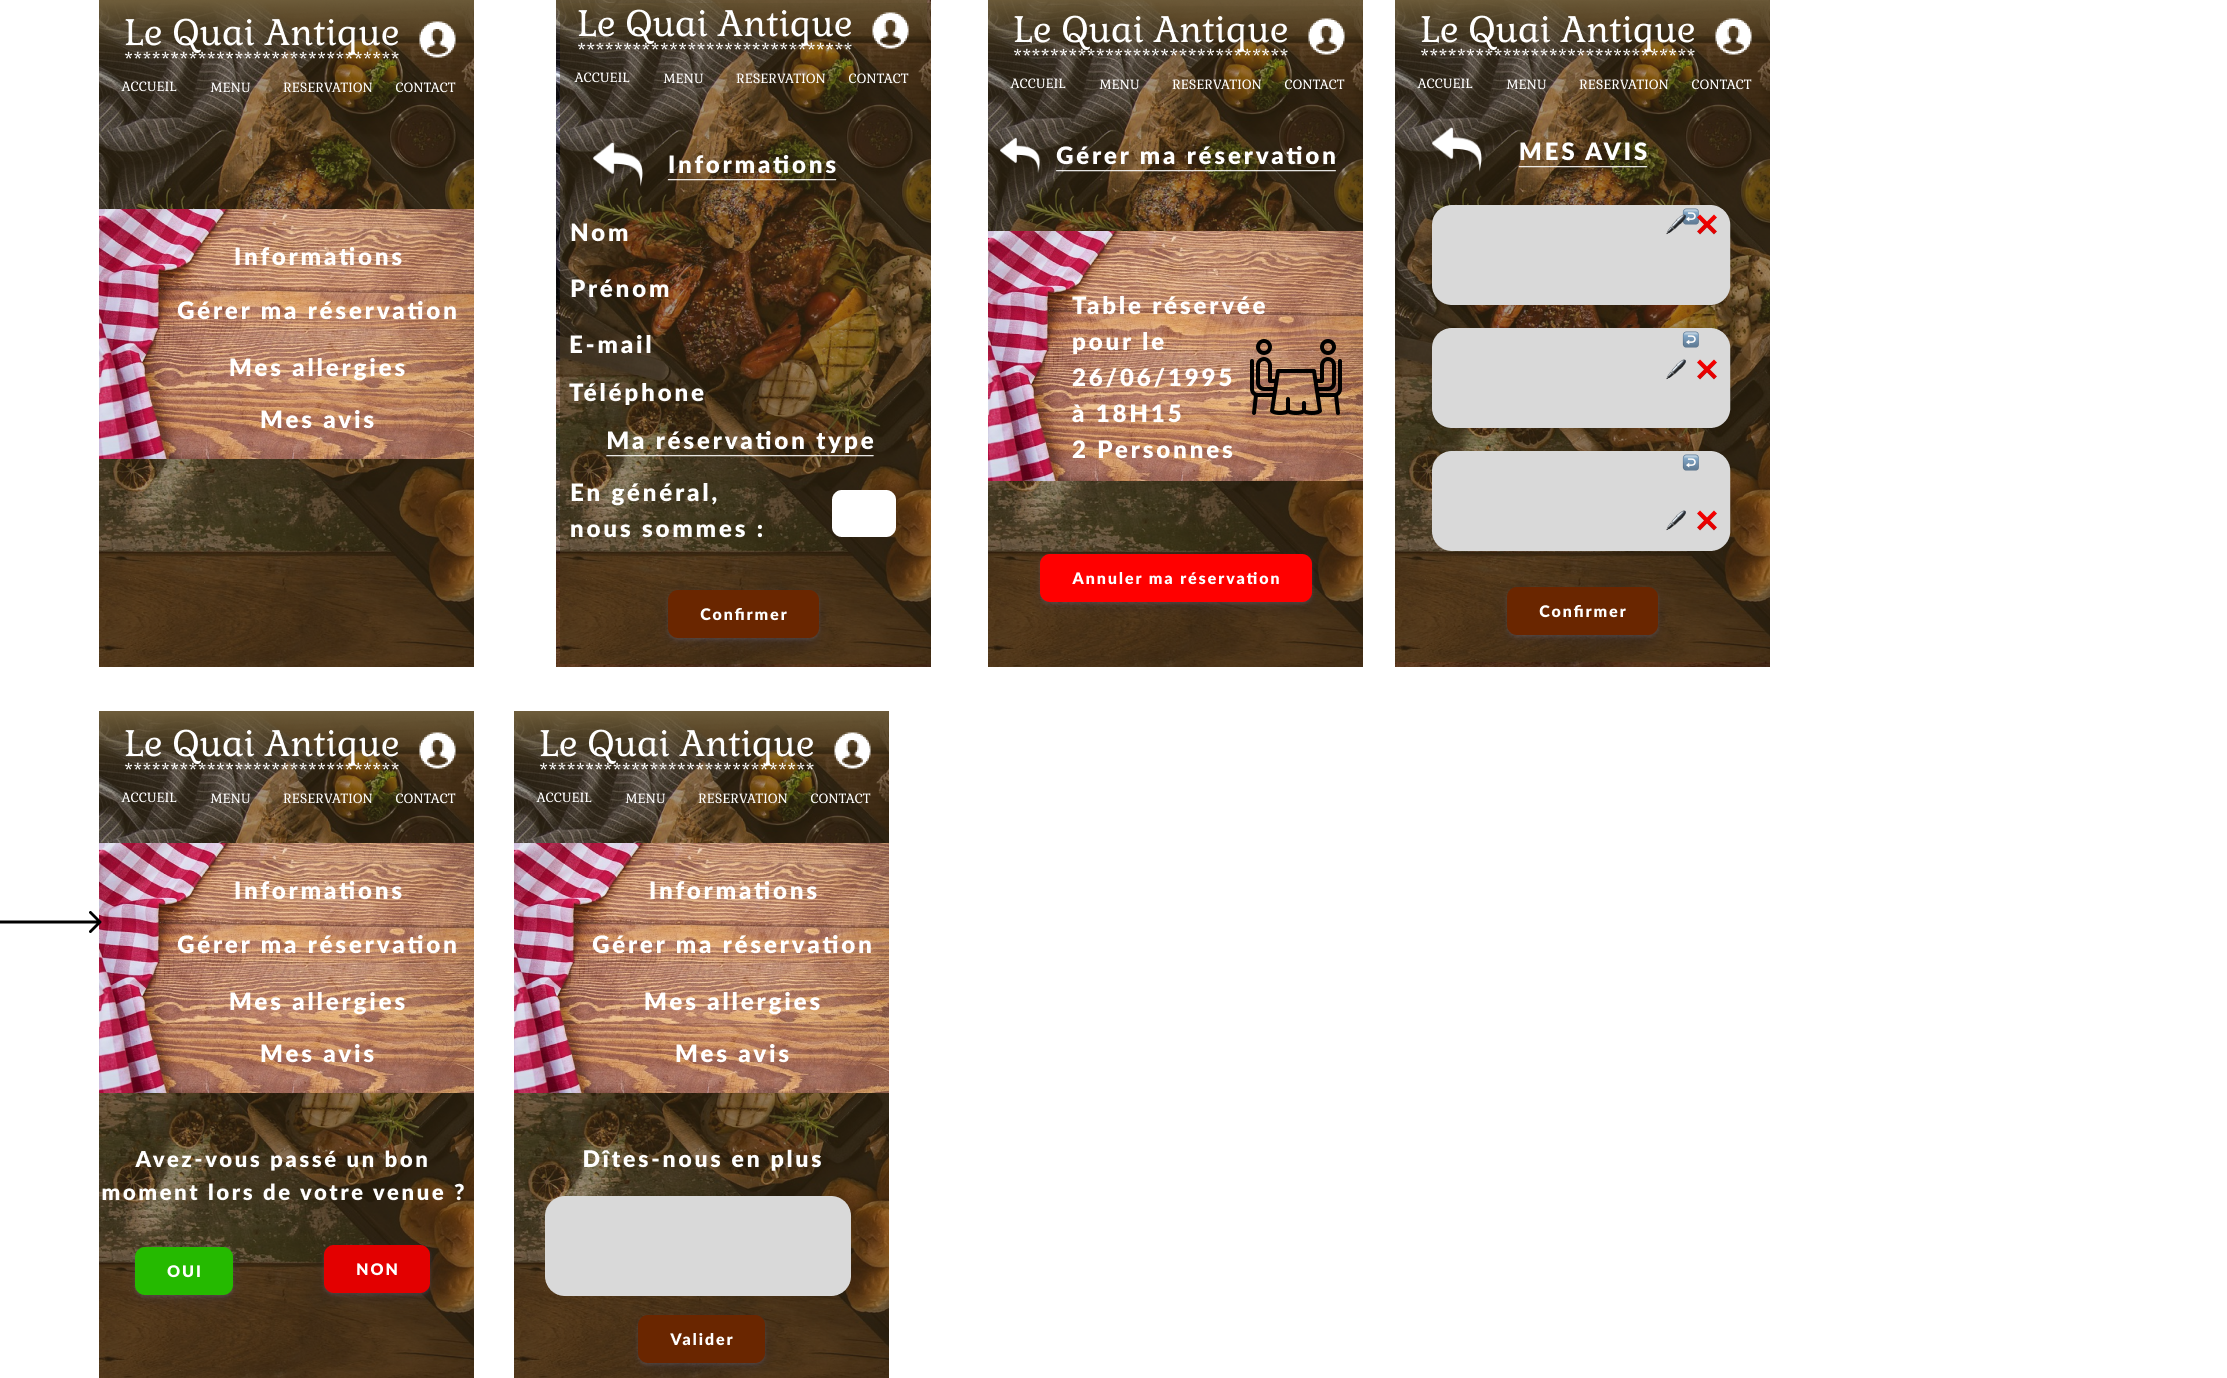 Le Quai Antique
******************************
ACCUEIL MENU RESERVATION CONTACT
Informations
Gérer ma réservation
Mes allergies
Mes avis
Le Quai Antique
******************************
ACCUEIL MENU RESERVATION CONTACT
Informations
Nom
Prénom
E-mail
Téléphone
Ma réservation type
En général,
nous sommes :
Confirmer
Le Quai Antique
******************************
ACCUEIL MENU RESERVATION CONTACT
Gérer ma réservation
Table réservée
pour le
26/06/1995
à 18H15
2 Personnes
Annuler ma réservation
Le Quai Antique
******************************
ACCUEIL MENU RESERVATION CONTACT
MES AVIS
Confirmer
Le Quai Antique
******************************
ACCUEIL MENU RESERVATION CONTACT
Informations
Gérer ma réservation
Mes allergies
Mes avis
Avez-vous passé un bon
moment lors de votre venue ?
OUI NON
Le Quai Antique
******************************
ACCUEIL MENU RESERVATION CONTACT
Informations
Gérer ma réservation
Mes allergies
Mes avis
Dîtes-nous en plus
Valider